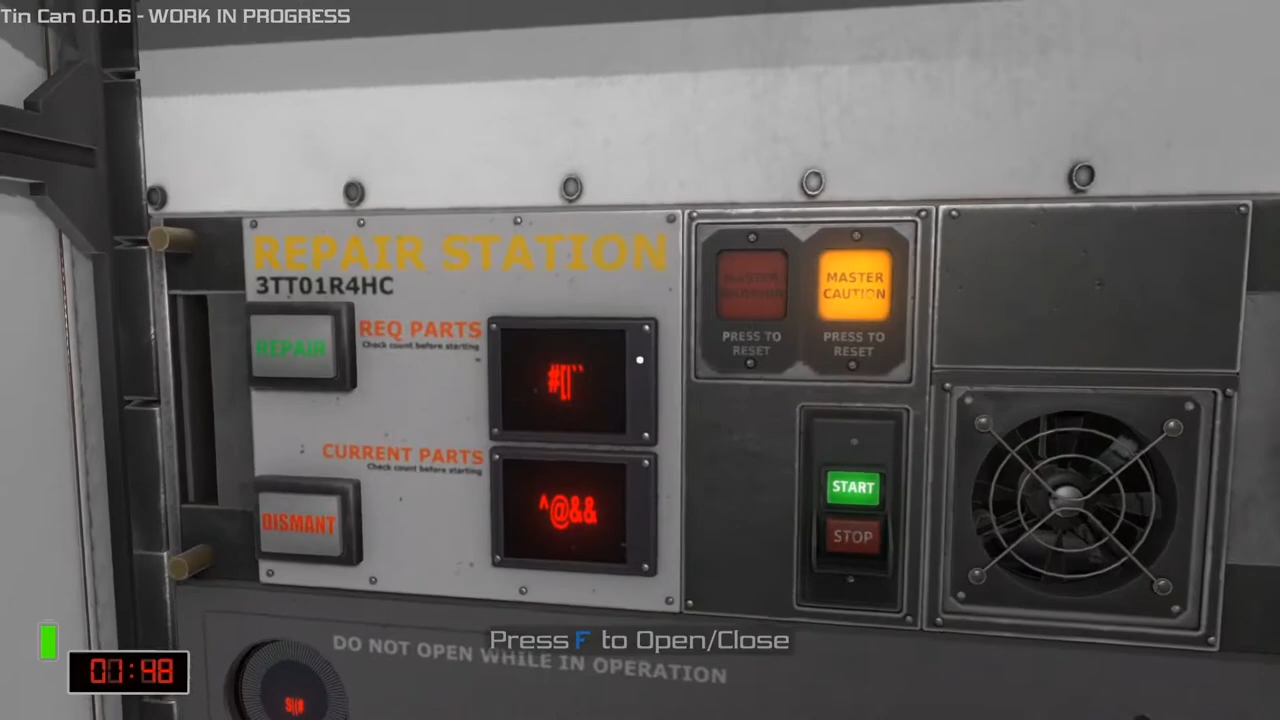 Tin Can 0.0.6 - WORK IN PROGRESS
REPAIR STATION
3TT01R4HC
REPAIR
REQ PARTS
Check count before starting
#[|``
MASTER
CAUTION
PRESS TO
RESET
PRESS TO
RESET
CURRENT PARTS
Check count before starting
^@&&
DISMANT
START
STOP
Press F to Open/Close
DO NOT OPEN WHILE IN OPERATION
01:48